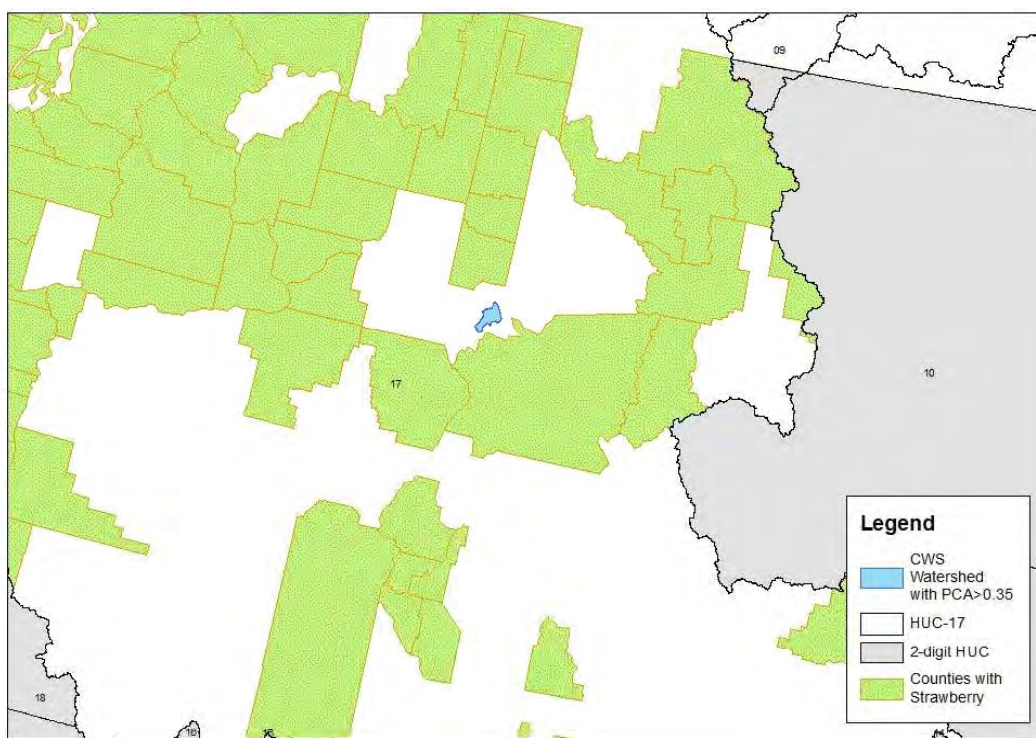 09
17
10
18
16
Legend
CWS
Watershed
with PCA>0.35
HUC-17
2-digit HUC
Counties with
Strawberry